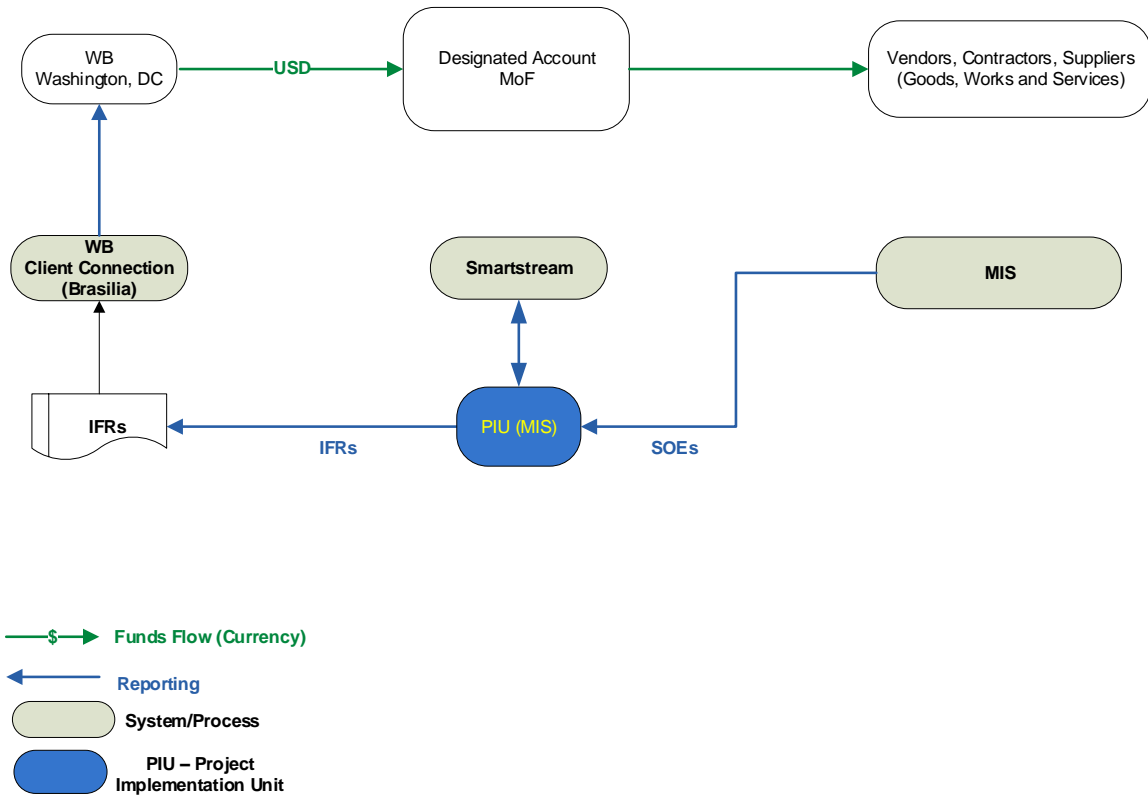 WB
Washington, DC
USD
Designated Account
MoF
Vendors, Contractors, Suppliers
(Goods, Works and Services)
WB
Client Connection
(Brasilia)
Smartstream
MIS
IFRs
IFRs
PIU (MIS)
SOEs
$
Funds Flow (Currency)
Reporting
System/Process
PIU – Project
Implementation Unit